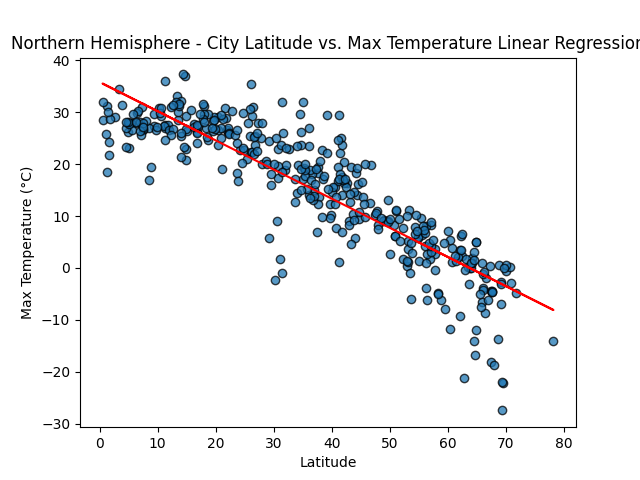 Northern Hemisphere - City Latitude vs. Max Temperature Linear Regression
40
30
20
10
0
−10
−20
−30
Max Temperature (°C)
0 10 20 30 40 50 60 70 80
Latitude